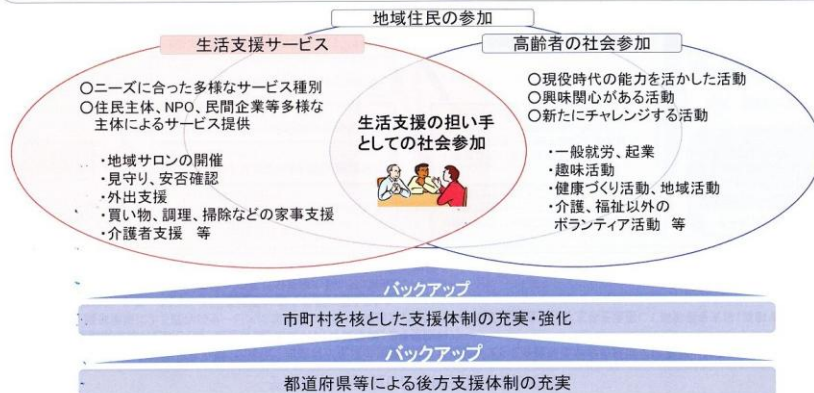 地域住民の参加
生活支援サービス
高齢者の社会参加
○ニーズに合った多様なサービス種別
○住民主体、NPO、民間企業等多様な
主体によるサービス提供
・地域サロンの開催
・見守り、安否確認
・外出支援
・買い物、調理、掃除などの家事支援
・介護者支援 等
生活支援の担い手
としての社会参加
○現役時代の能力を活かした活動
○興味関心がある活動
○新たにチャレンジする活動
・一般就労、起業
・趣味活動
・健康づくり活動、地域活動
・介護、福祉以外の
ボランティア活動 等
バックアップ
市町村を核とした支援体制の充実・強化
バックアップ
都道府県等による後方支援体制の充実